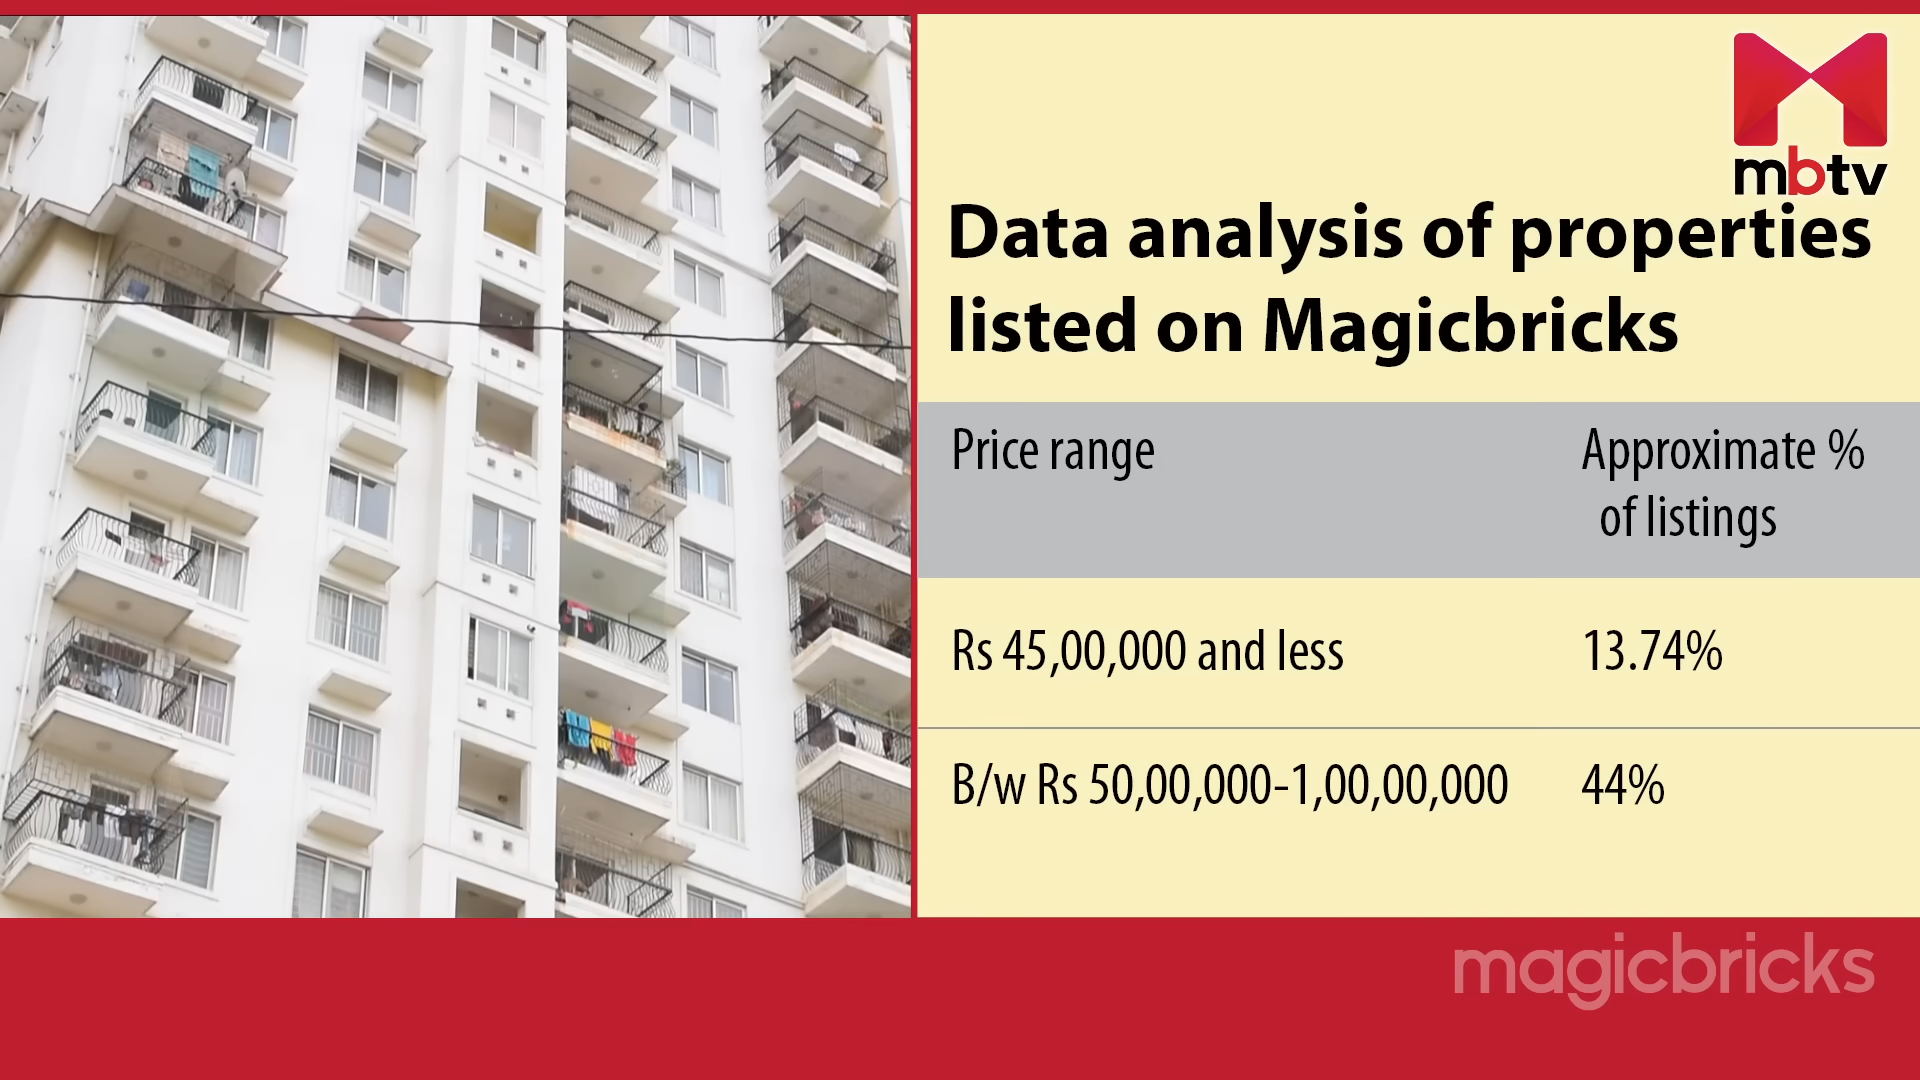 mbtv
Data analysis of properties
listed on Magicbricks
Price range
Approximate %
of listings
Rs 45,00,000 and less
13.74%
B/w Rs 50,00,000-1,00,00,000
44%
magicbricks